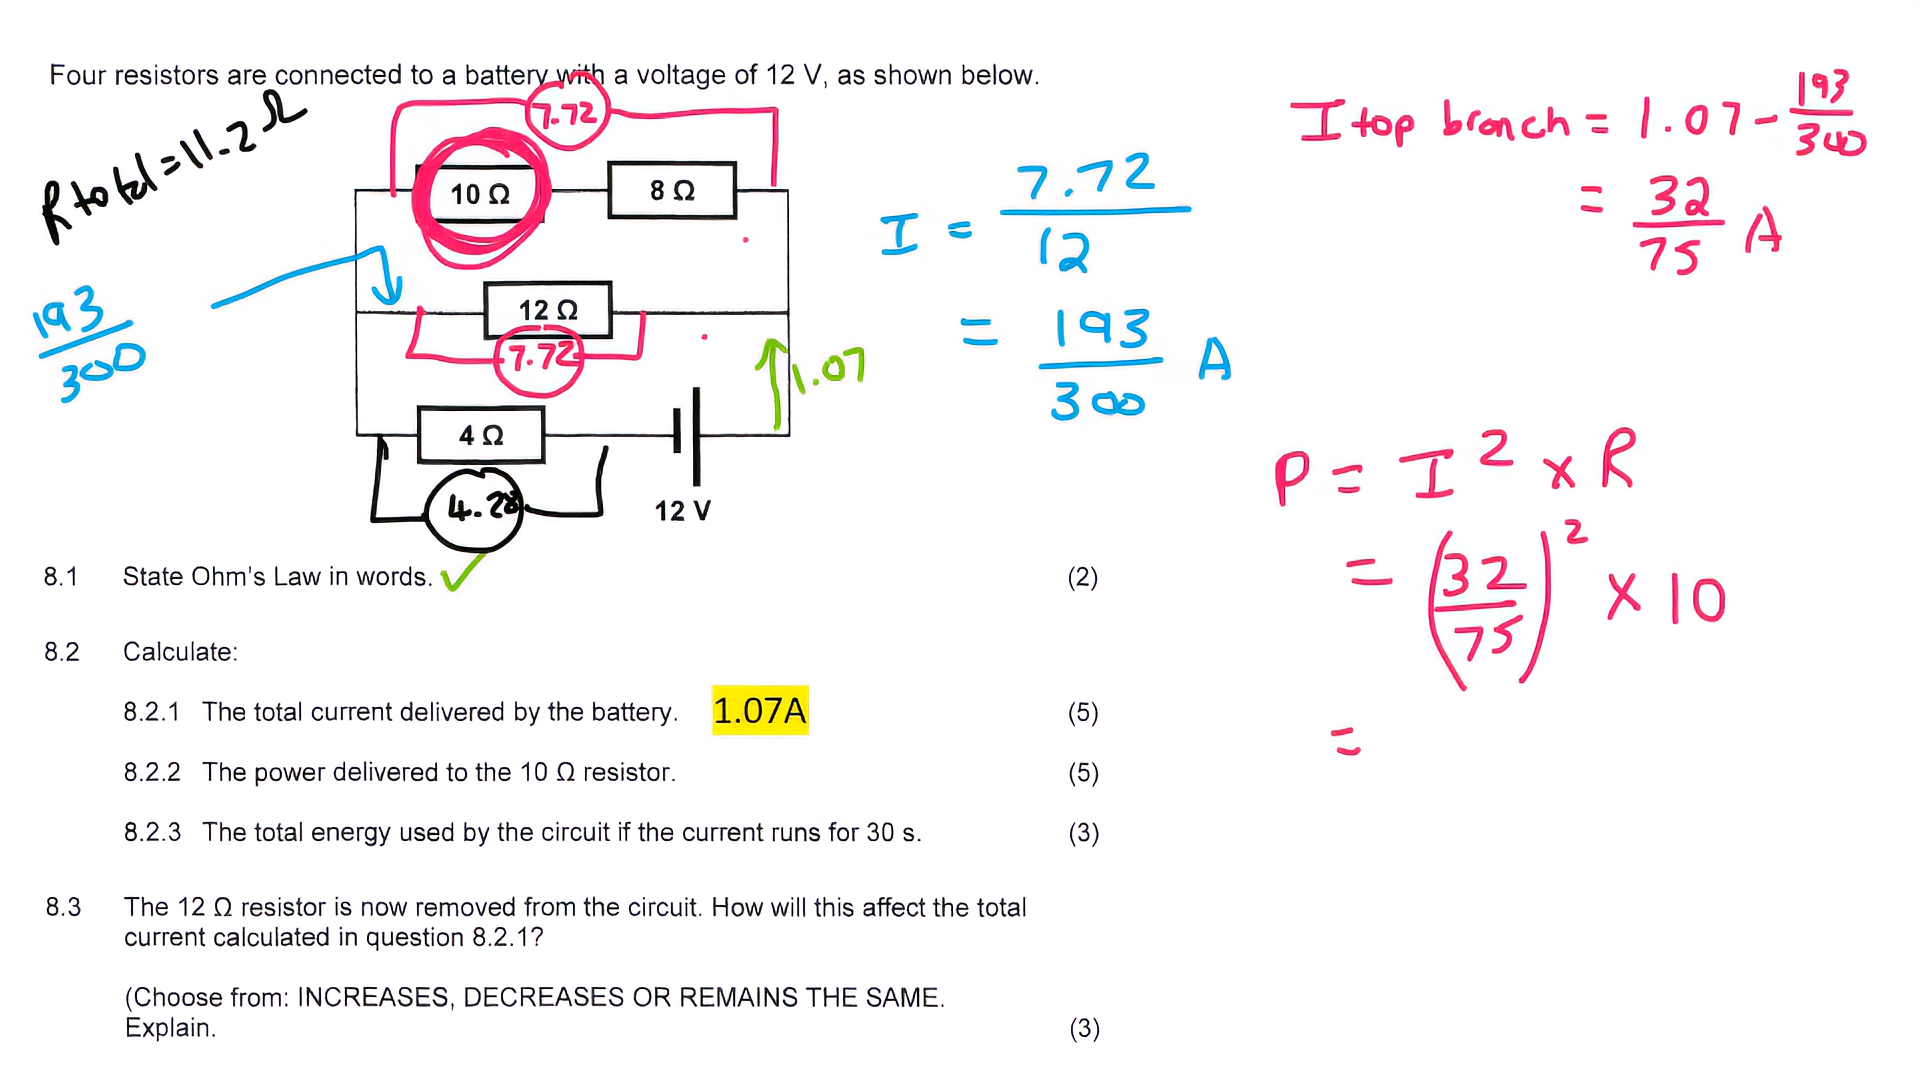 Four resistors are connected to a battery with a voltage of 12 V, as shown below.
R total = 11.2 Ω
7.72
10 Ω
8 Ω
12 Ω
7.72
193
300
1.07
4 Ω
4.28
12 V
I = 7.72
12
= 193
300 A
I top branch = 1.07 - 193
300
= 32
75 A
P = I² × R
= (32
75)² × 10
=
8.1 State Ohm's Law in words. ✓ (2)
8.2 Calculate:
8.2.1 The total current delivered by the battery. 1.07A (5)
8.2.2 The power delivered to the 10 Ω resistor. (5)
8.2.3 The total energy used by the circuit if the current runs for 30 s. (3)
8.3 The 12 Ω resistor is now removed from the circuit. How will this affect the total
current calculated in question 8.2.1?
(Choose from: INCREASES, DECREASES OR REMAINS THE SAME.
Explain. (3)